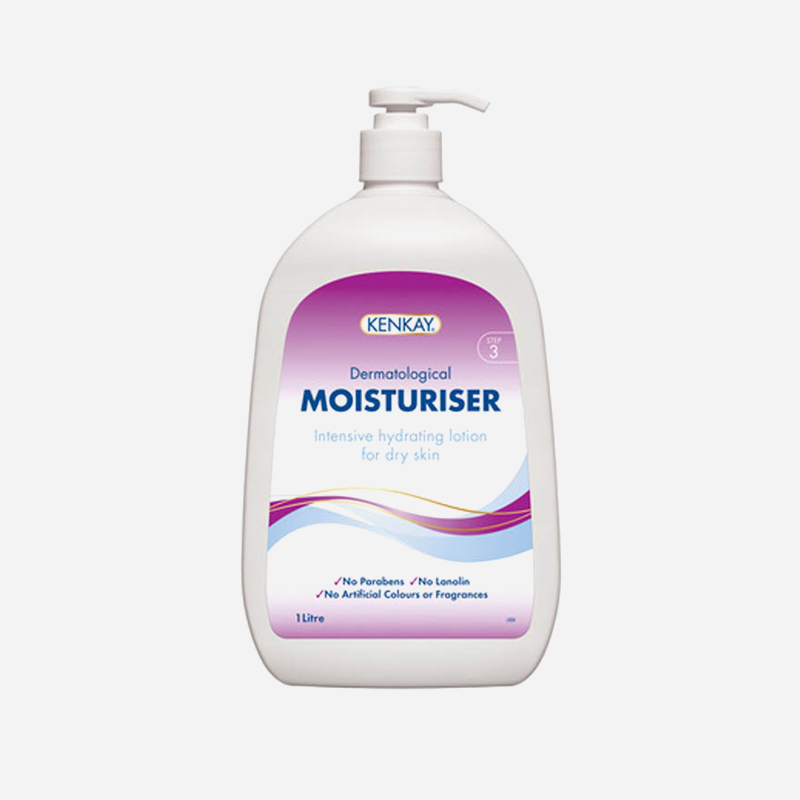 KENKAY
STEP
3
Dermatological
MOISTURISER
Intensive hydrating lotion
for dry skin
✓No Parabens ✓No Lanolin
✓No Artificial Colours or Fragrances
1 Litre